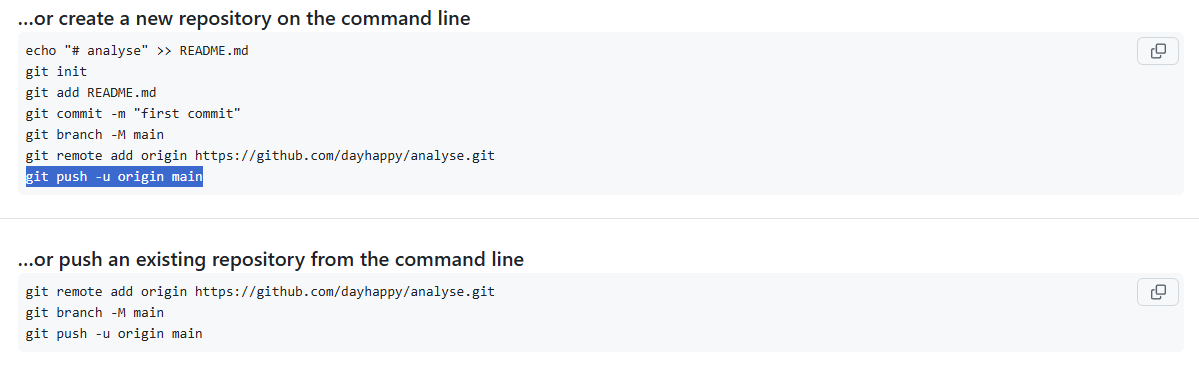 ...or create a new repository on the command line
echo "# analyse" >> README.md
git init
git add README.md
git commit -m "first commit"
git branch -M main
git remote add origin https://github.com/dayhappy/analyse.git
git push -u origin main
...or push an existing repository from the command line
git remote add origin https://github.com/dayhappy/analyse.git
git branch -M main
git push -u origin main